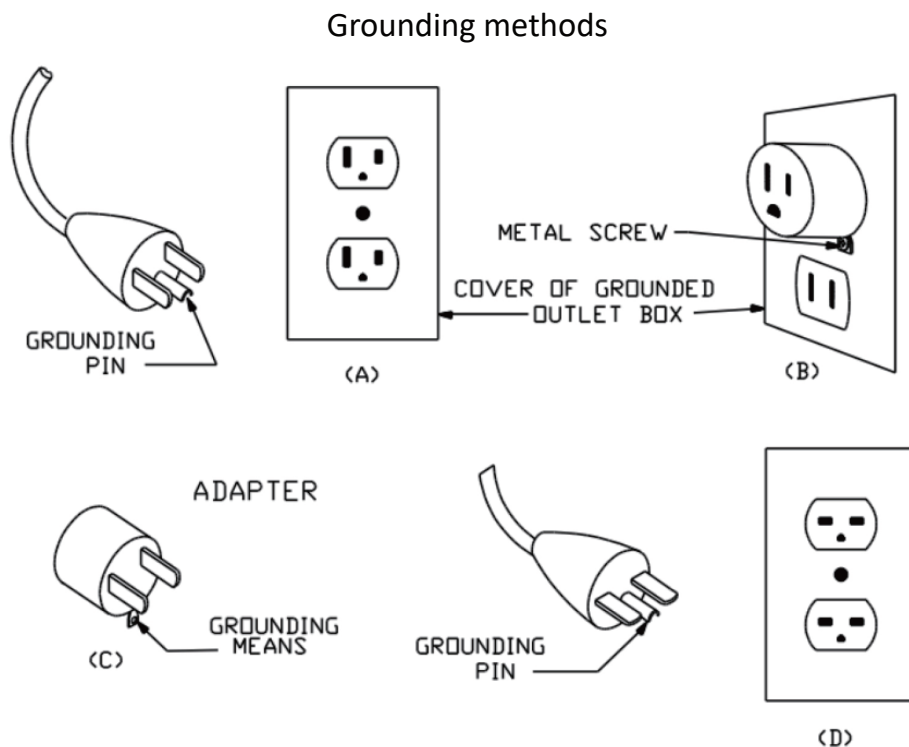 Grounding methods
METAL SCREW
COVER OF GROUNDED
OUTLET BOX
GROUNDING
PIN
(A)
(B)
ADAPTER
GROUNDING
MEANS
(C)
GROUNDING
PIN
(D)